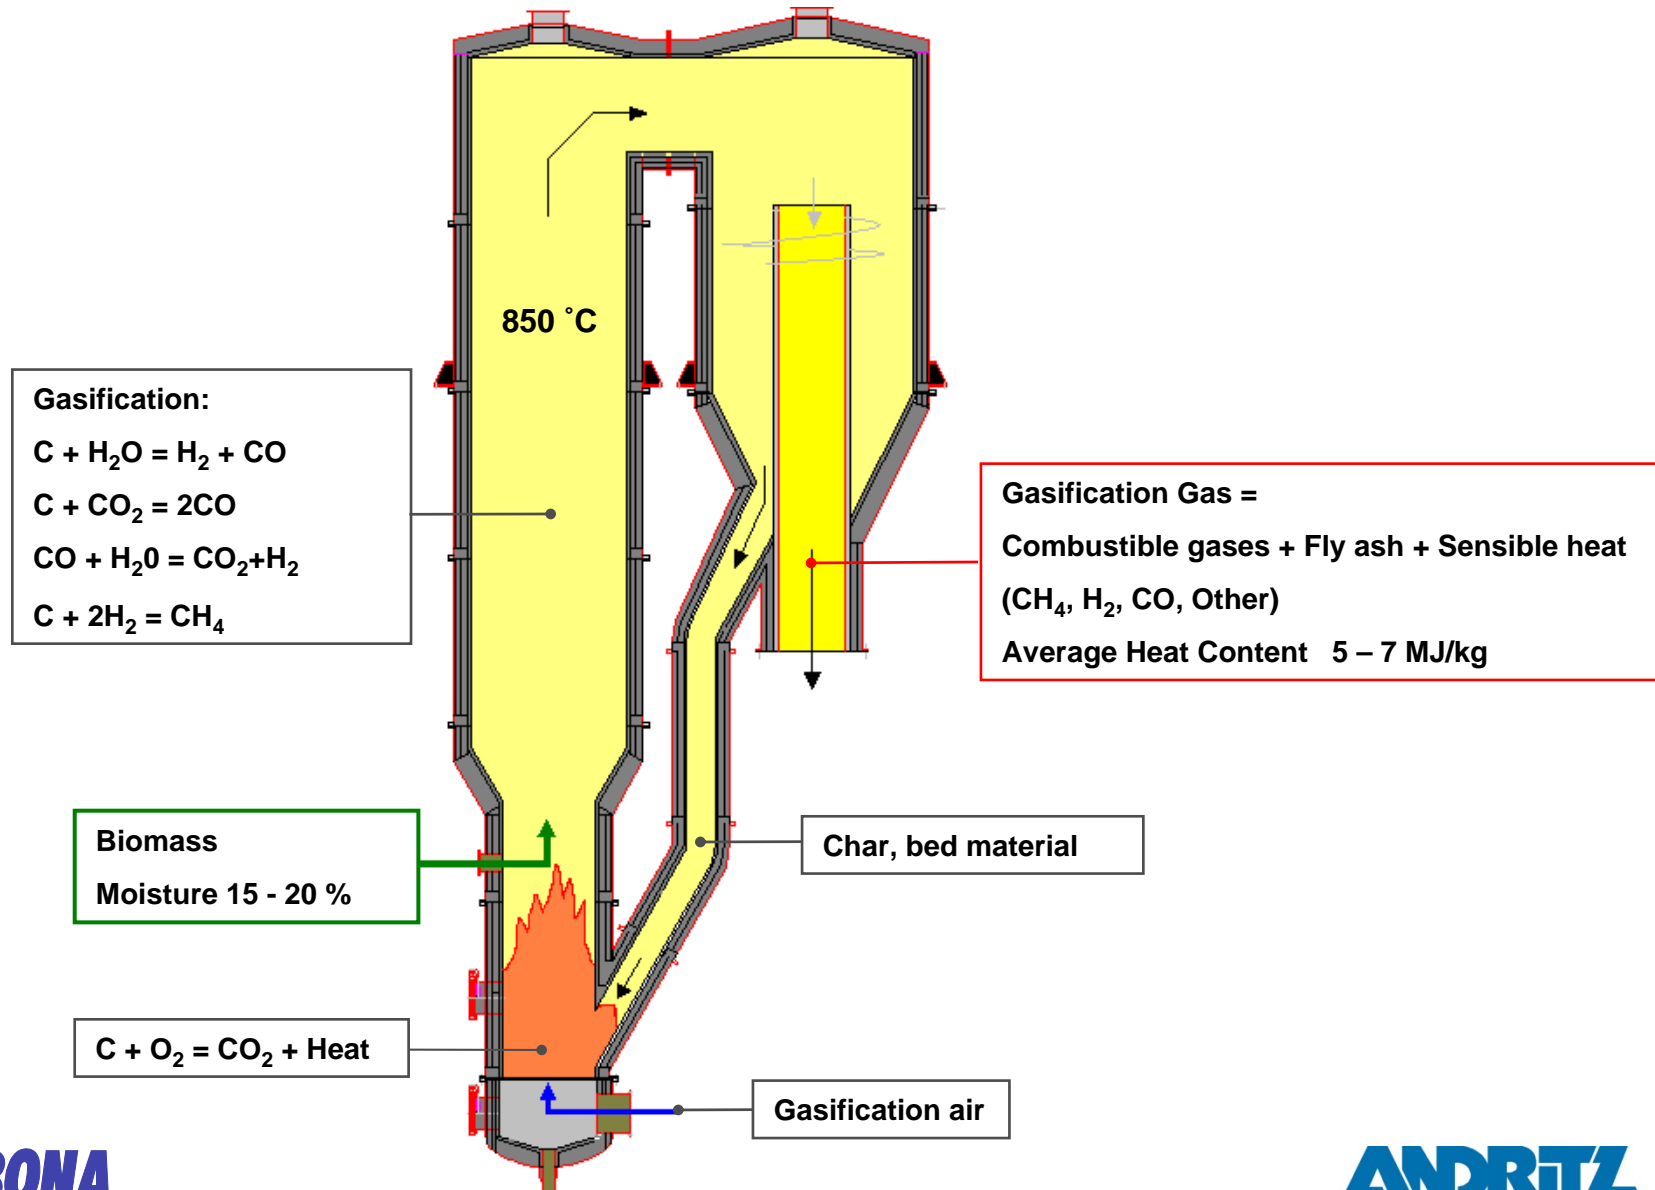 850 ˚C
Gasification:
C + H₂O = H₂ + CO
C + CO₂ = 2CO
CO + H₂0 = CO₂+H₂
C + 2H₂ = CH₄
Gasification Gas =
Combustible gases + Fly ash + Sensible heat
(CH₄, H₂, CO, Other)
Average Heat Content 5 – 7 MJ/kg
Biomass
Moisture 15 - 20 %
Char, bed material
C + O₂ = CO₂ + Heat
Gasification air
ANDRITZ